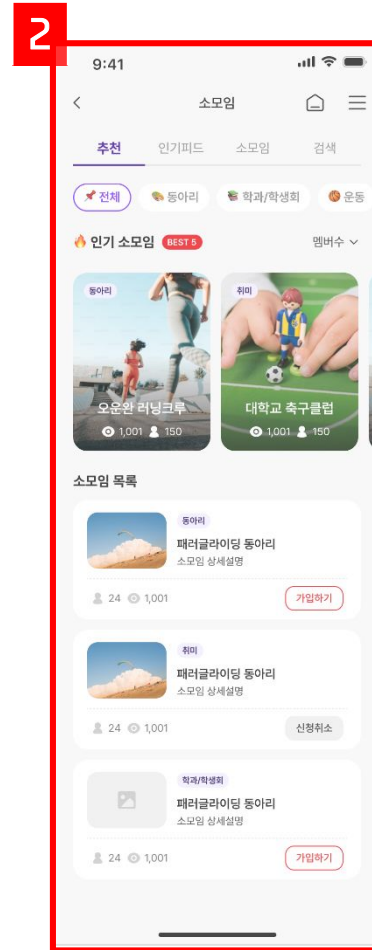 2
9:41
소모임
추천 인기피드 소모임 검색
전체 동아리 학과/학생회 운동
인기 소모임 BEST 5 멤버수
동아리 취미
오운완 러닝크루 대학교 축구클럽
1,001 150 1,001 150
소모임 목록
동아리
패러글라이딩 동아리
소모임 상세설명
24 1,001 가입하기
취미
패러글라이딩 동아리
소모임 상세설명
24 1,001 신청취소
학과/학생회
패러글라이딩 동아리
소모임 상세설명
24 1,001 가입하기